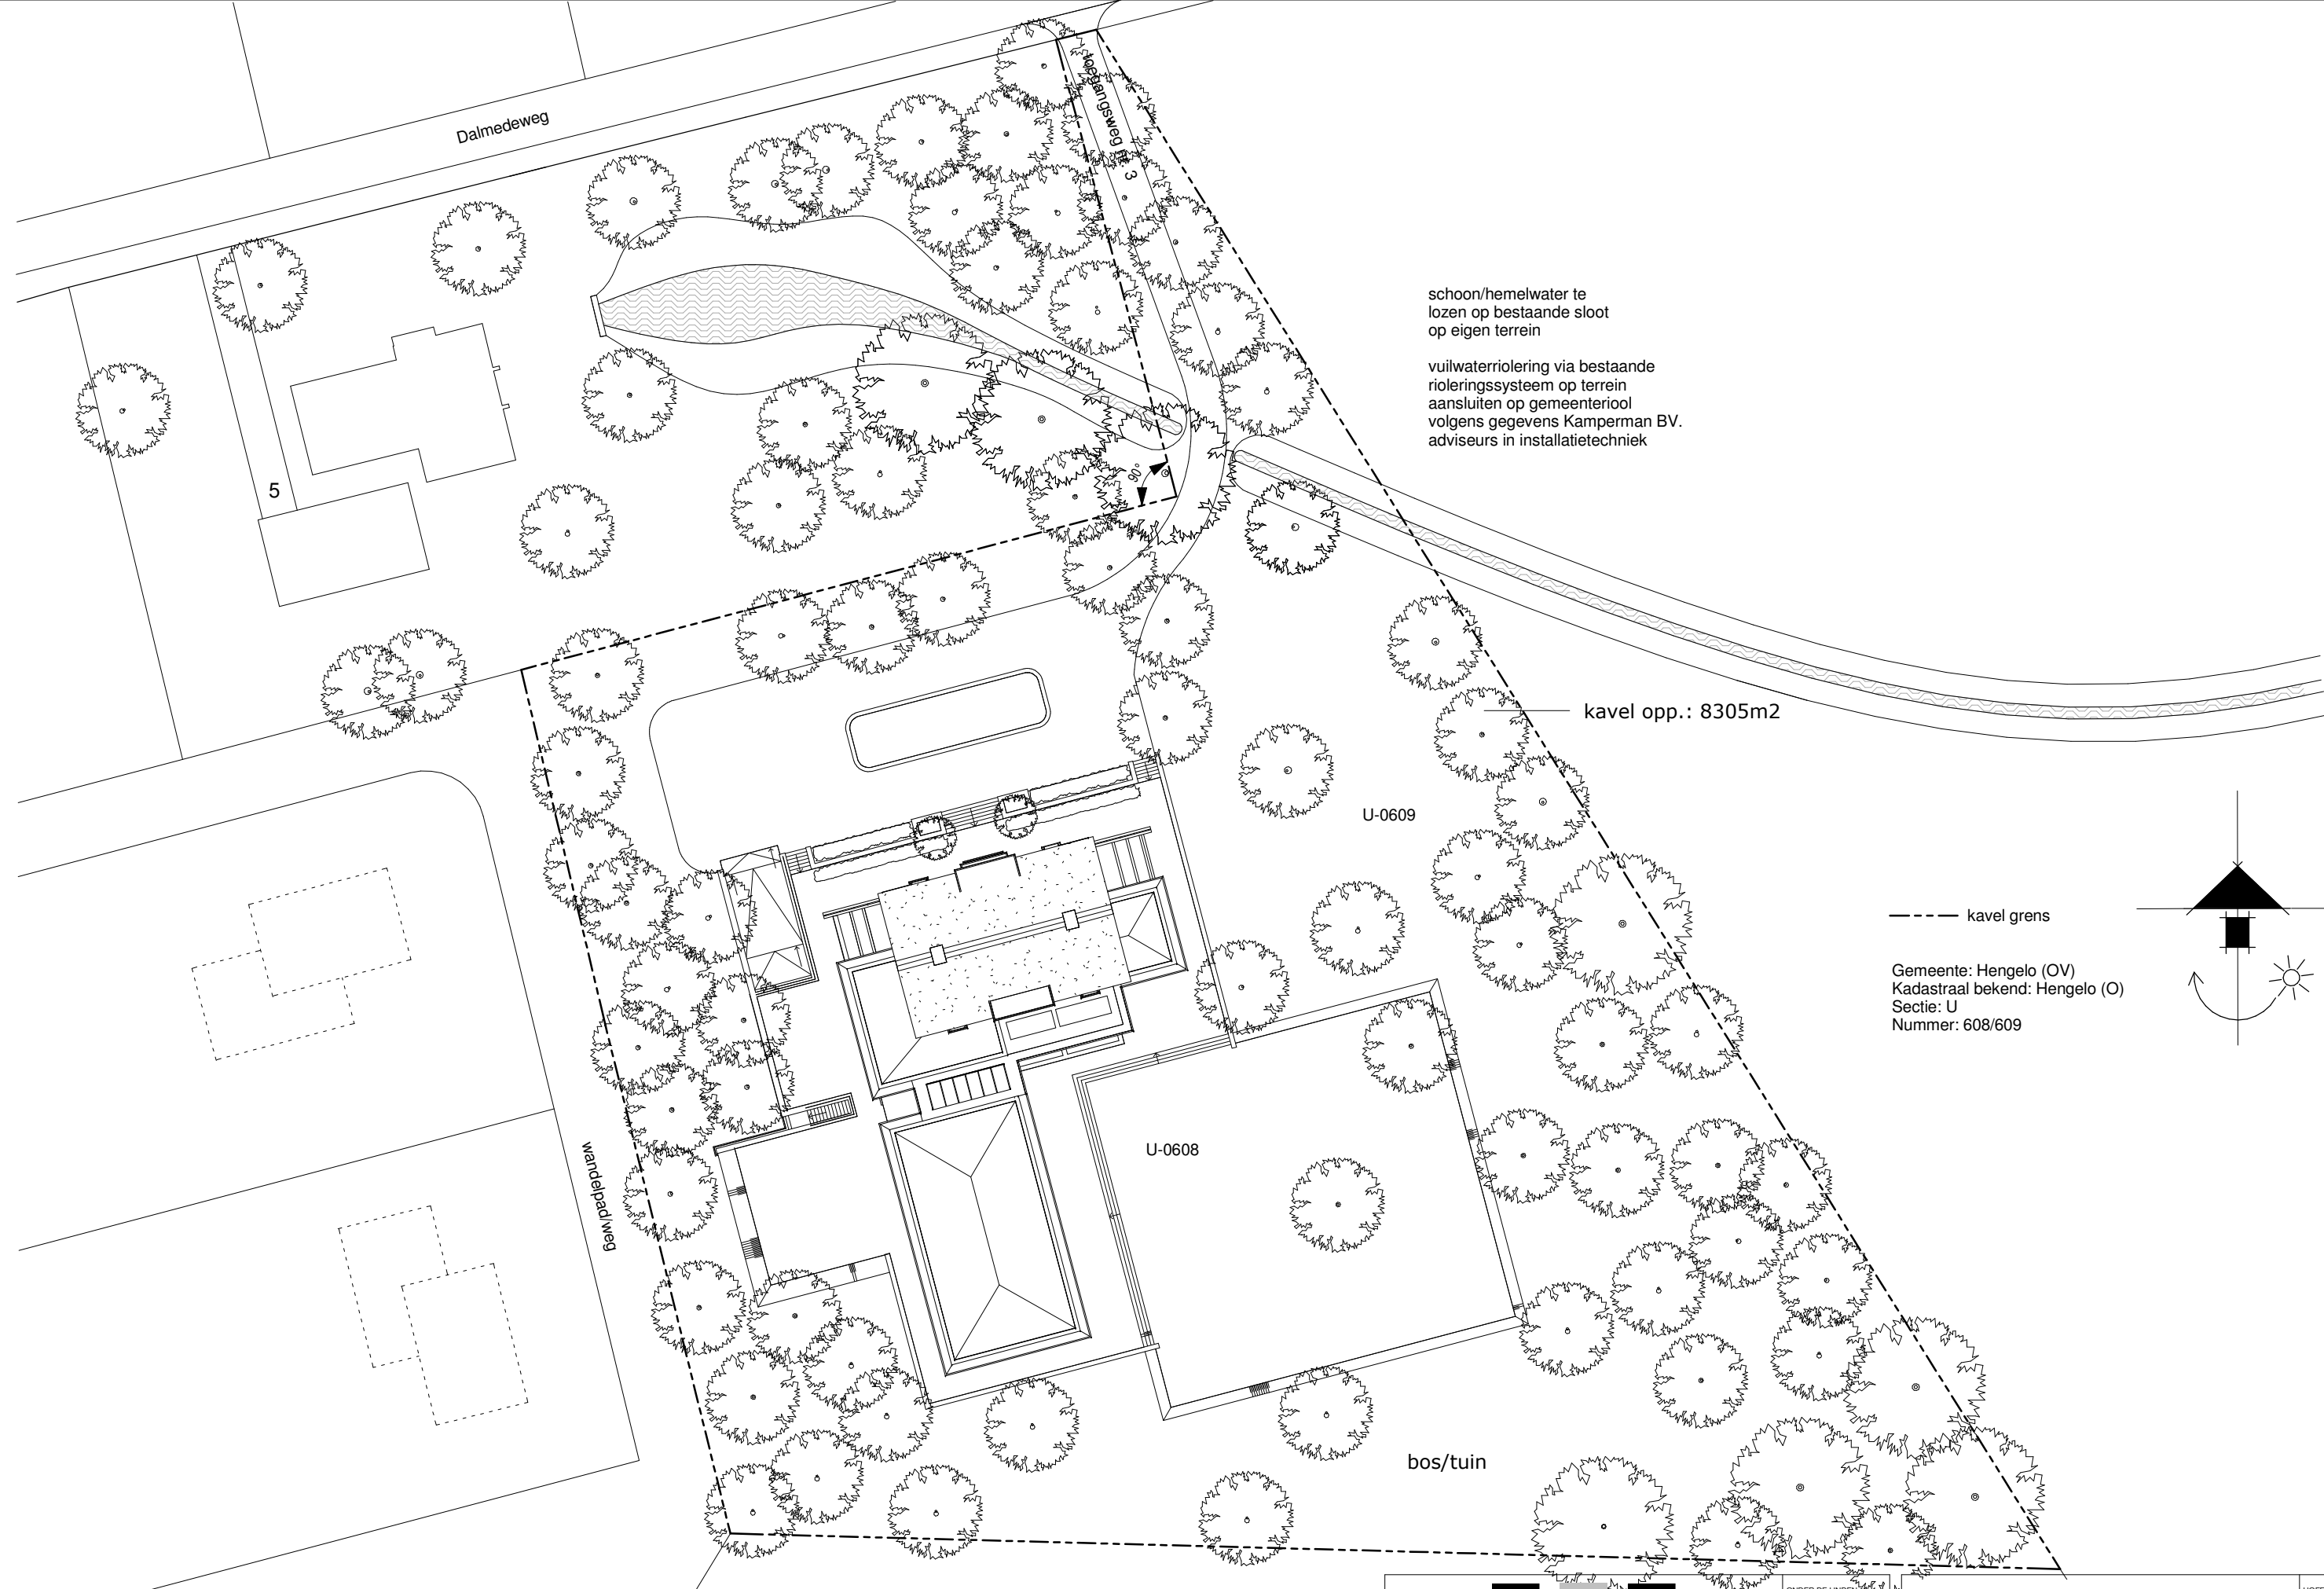 Dalmedeweg
toegangsweg nr. 3
schoon/hemelwater te
lozen op bestaande sloot
op eigen terrein
vuilwaterriolering via bestaande
rioleringssysteem op terrein
aansluiten op gemeenteriool
volgens gegevens Kamperman BV.
adviseurs in installatietechniek
90°
5
kavel opp.: 8305m2
U-0609
kavel grens
Gemeente: Hengelo (OV)
Kadastraal bekend: Hengelo (O)
Sectie: U
Nummer: 608/609
U-0608
wandelpad/weg
bos/tuin